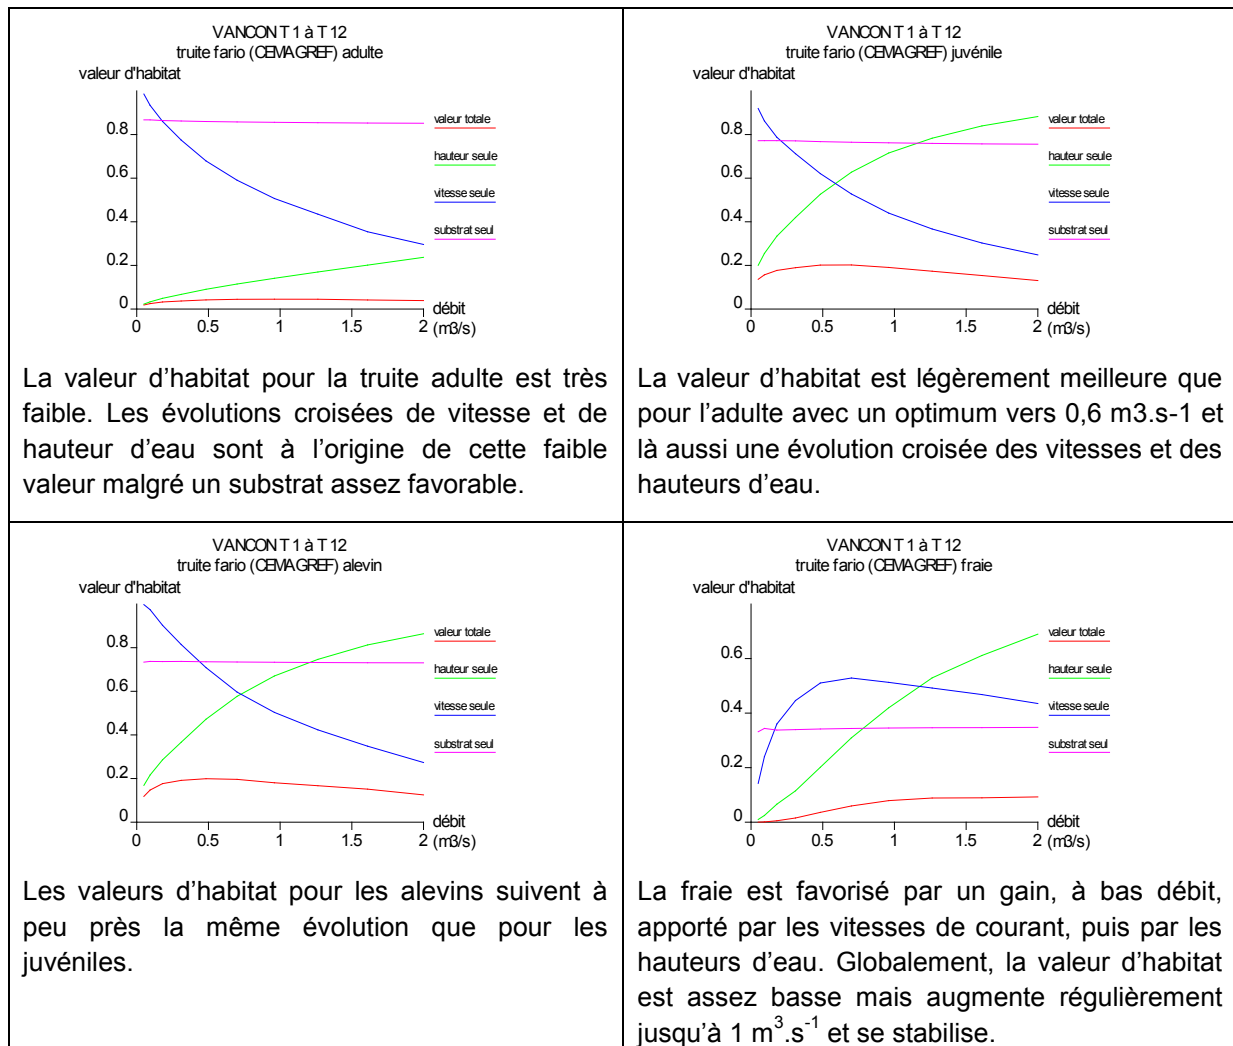 VANCON T 1 à T 12
truite fario (CEMAGREF) adulte
valeur d'habitat
0.8
0.6
0.4
0.2
0
0
0.5
1
1.5
2
débit
(m3/s)
valeur totale
hauteur seule
vitesse seule
substrat seul
La valeur d'habitat pour la truite adulte est très
faible. Les évolutions croisées de vitesse et de
hauteur d'eau sont à l'origine de cette faible
valeur malgré un substrat assez favorable.
VANCON T 1 à T 12
truite fario (CEMAGREF) juvénile
valeur d'habitat
0.8
0.6
0.4
0.2
0
0
0.5
1
1.5
2
débit
(m3/s)
valeur totale
hauteur seule
vitesse seule
substrat seul
La valeur d'habitat est légèrement meilleure que
pour l'adulte avec un optimum vers 0,6 m3.s-1 et
là aussi une évolution croisée des vitesses et des
hauteurs d'eau.
VANCON T 1 à T 12
truite fario (CEMAGREF) alevin
valeur d'habitat
0.8
0.6
0.4
0.2
0
0
0.5
1
1.5
2
débit
(m3/s)
valeur totale
hauteur seule
vitesse seule
substrat seul
Les valeurs d'habitat pour les alevins suivent à
peu près la même évolution que pour les
juvéniles.
VANCON T 1 à T 12
truite fario (CEMAGREF) fraie
valeur d'habitat
0.6
0.4
0.2
0
0
0.5
1
1.5
2
débit
(m3/s)
valeur totale
hauteur seule
vitesse seule
substrat seul
La fraie est favorisé par un gain, à bas débit,
apporté par les vitesses de courant, puis par les
hauteurs d'eau. Globalement, la valeur d'habitat
est assez basse mais augmente régulièrement
jusqu'à 1 m³.s⁻¹ et se stabilise.